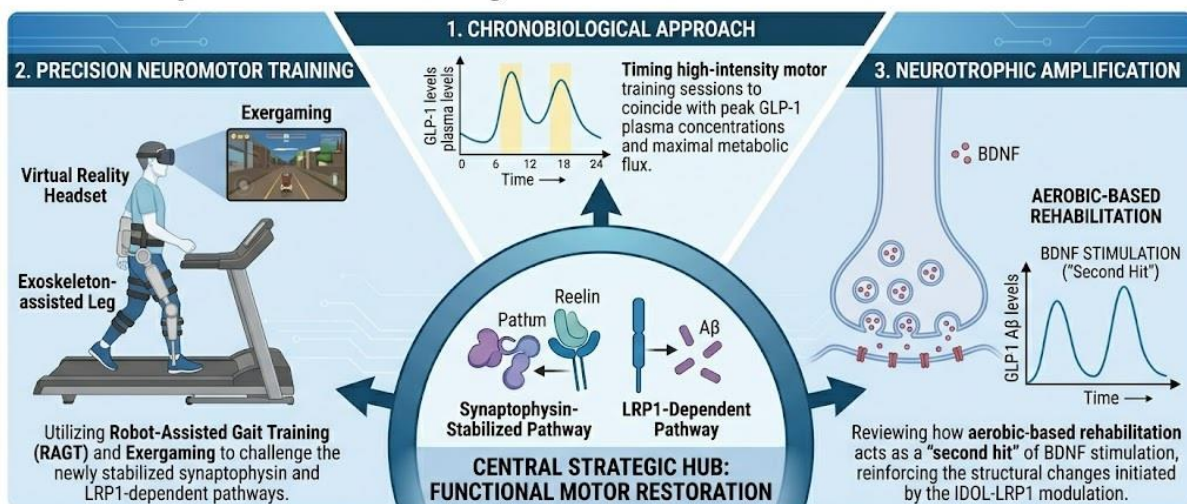 1. CHRONOBIOLOGICAL APPROACH
GLP-1 levels
plasma levels
0 6 12 18 24
Time
Timing high-intensity motor
training sessions to
coincide with peak GLP-1
plasma concentrations
and maximal metabolic
flux.
2. PRECISION NEUROMOTOR TRAINING
Exergaming
Virtual Reality
Headset
Exoskeleton-
assisted Leg
Utilizing Robot-Assisted Gait Training
(RAGT) and Exergaming to challenge the
newly stabilized synaptophysin and
LRP1-dependent pathways.
3. NEUROTROPHIC AMPLIFICATION
BDNF
AEROBIC-BASED
REHABILITATION
BDNF STIMULATION
("Second Hit")
GLP1 Aβ levels
Time
Reviewing how aerobic-based rehabilitation
acts as a "second hit" of BDNF stimulation,
reinforcing the structural changes initiated
by the IDOL-LRP1 modulation.
Reelin
Aβ
Synaptophysin-
Stabilized Pathway
LRP1-Dependent
Pathway
CENTRAL STRATEGIC HUB:
FUNCTIONAL MOTOR RESTORATION